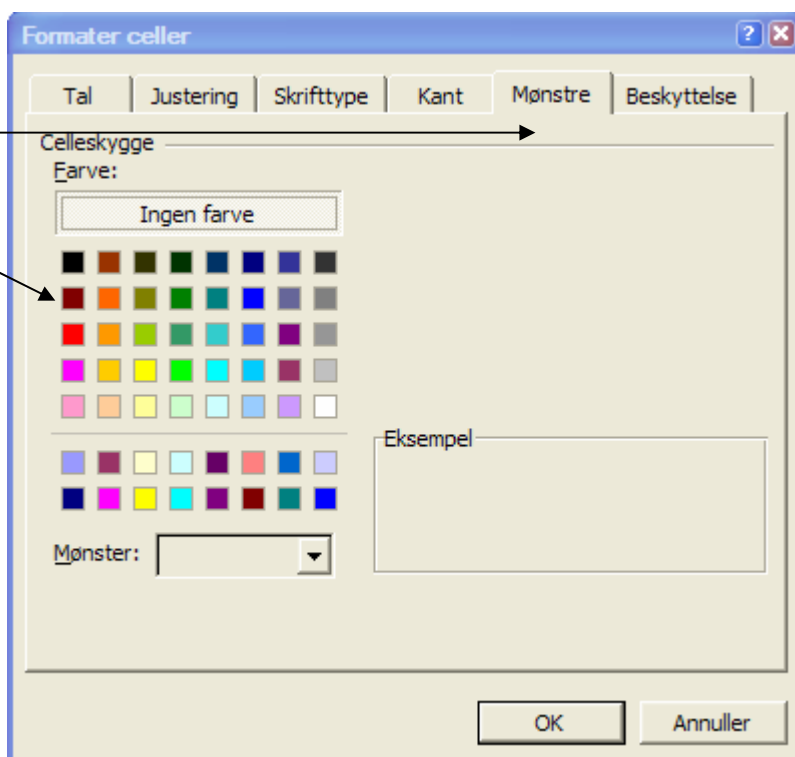 Formater celler
Tal Justering Skrifttype Kant Mønstre Beskyttelse
Celleskygge
Farve:
Ingen farve
Eksempel
Mønster:
OK Annuller